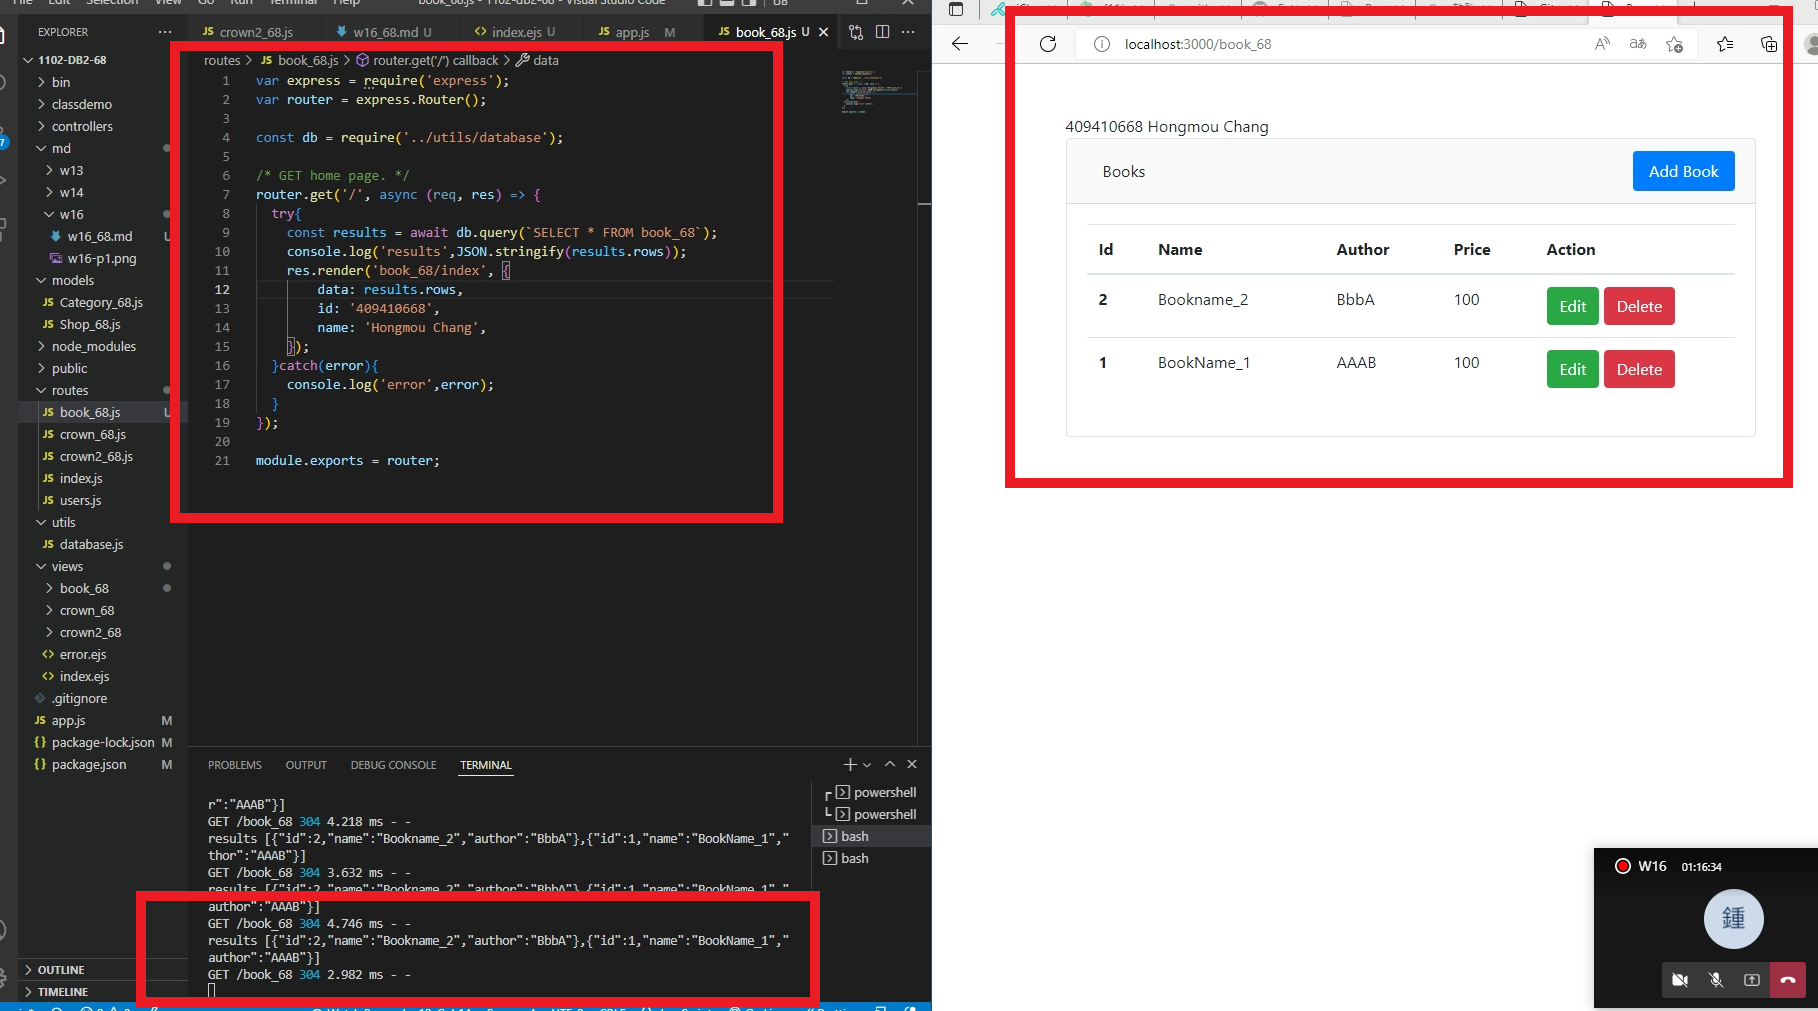 File Edit Selection View Go Run Terminal Help book_68.js - 1102-db2-68 - Visual Studio Code
EXPLORER
1102-DB2-68
bin
classdemo
controllers
md
w13
w14
w16
w16_68.md U
w16-p1.png
models
Category_68.js
Shop_68.js
node_modules
public
routes
book_68.js U
crown_68.js
crown2_68.js
index.js
users.js
utils
database.js
views
book_68
crown_68
crown2_68
error.ejs
index.ejs
.gitignore
app.js M
package-lock.json M
package.json M
OUTLINE
TIMELINE
crown2_68.js w16_68.md U index.ejs U app.js M book_68.js U
routes > book_68.js > router.get('/') callback > data
1 var express = require('express');
2 var router = express.Router();
3
4 const db = require('../utils/database');
5
6 /* GET home page. */
7 router.get('/', async (req, res) => {
8 try{
9 const results = await db.query(`SELECT * FROM book_68`);
10 console.log('results',JSON.stringify(results.rows));
11 res.render('book_68/index', {
12 data: results.rows,
13 id: '409410668',
14 name: 'Hongmou Chang',
15 });
16 }catch(error){
17 console.log('error',error);
18 }
19 });
20
21 module.exports = router;
PROBLEMS OUTPUT DEBUG CONSOLE TERMINAL
r":"AAAB"}]
GET /book_68 304 4.218 ms - -
results [{"id":2,"name":"Bookname_2","author":"BbbA"},{"id":1,"name":"BookName_1","
thor":"AAAB"}]
GET /book_68 304 3.632 ms - -
results [{"id":2,"name":"Bookname_2","author":"BbbA"},{"id":1,"name":"BookName_1","
author":"AAAB"}]
GET /book_68 304 4.746 ms - -
results [{"id":2,"name":"Bookname_2","author":"BbbA"},{"id":1,"name":"BookName_1","
author":"AAAB"}]
GET /book_68 304 2.982 ms - -
powershell
powershell
bash
bash
localhost:3000/book_68
409410668 Hongmou Chang
Books Add Book
Id Name Author Price Action
2 Bookname_2 BbbA 100 Edit Delete
1 BookName_1 AAAB 100 Edit Delete
W16 01:16:34
鍾